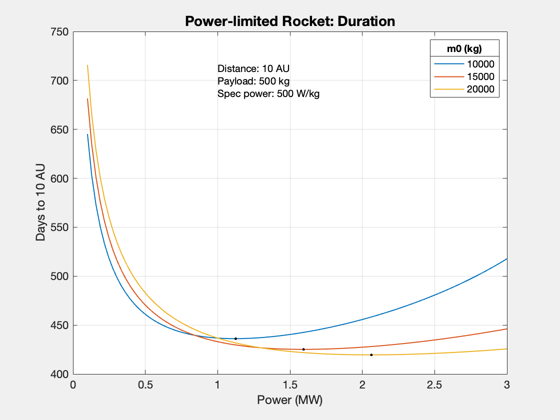 Power-limited Rocket: Duration
750
700
650
600
550
500
450
400
Days to 10 AU
Distance: 10 AU
Payload: 500 kg
Spec power: 500 W/kg
m0 (kg)
10000
15000
20000
0
0.5
1
1.5
2
2.5
3
Power (MW)